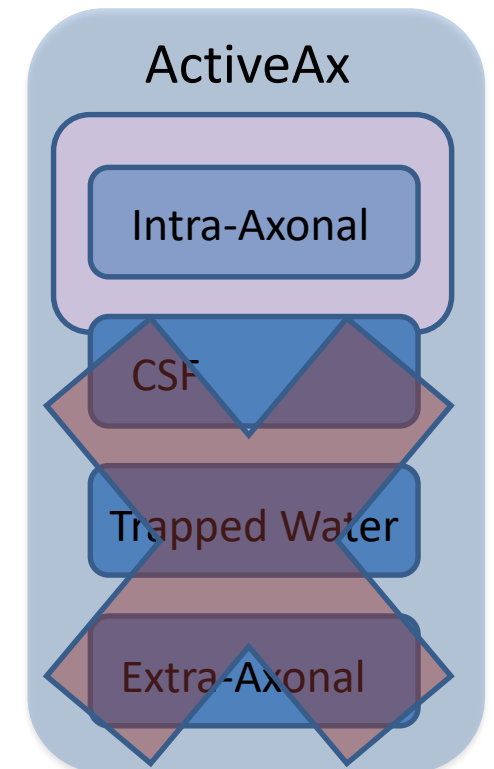 ActiveAx
Intra-Axonal
CSF
Trapped Water
Extra-Axonal